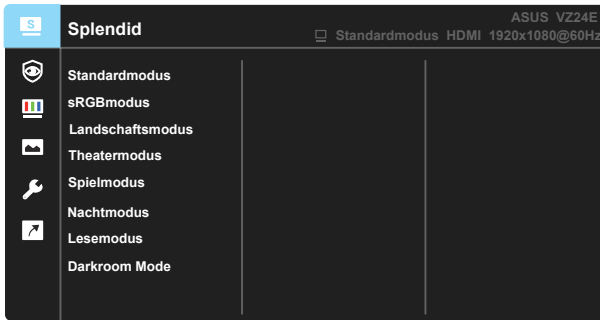 S
Splendid
ASUS VZ24E
Standardmodus HDMI 1920x1080@60Hz
Standardmodus
sRGBmodus
Landschaftsmodus
Theatermodus
Spielmodus
Nachtmodus
Lesemodus
Darkroom Mode